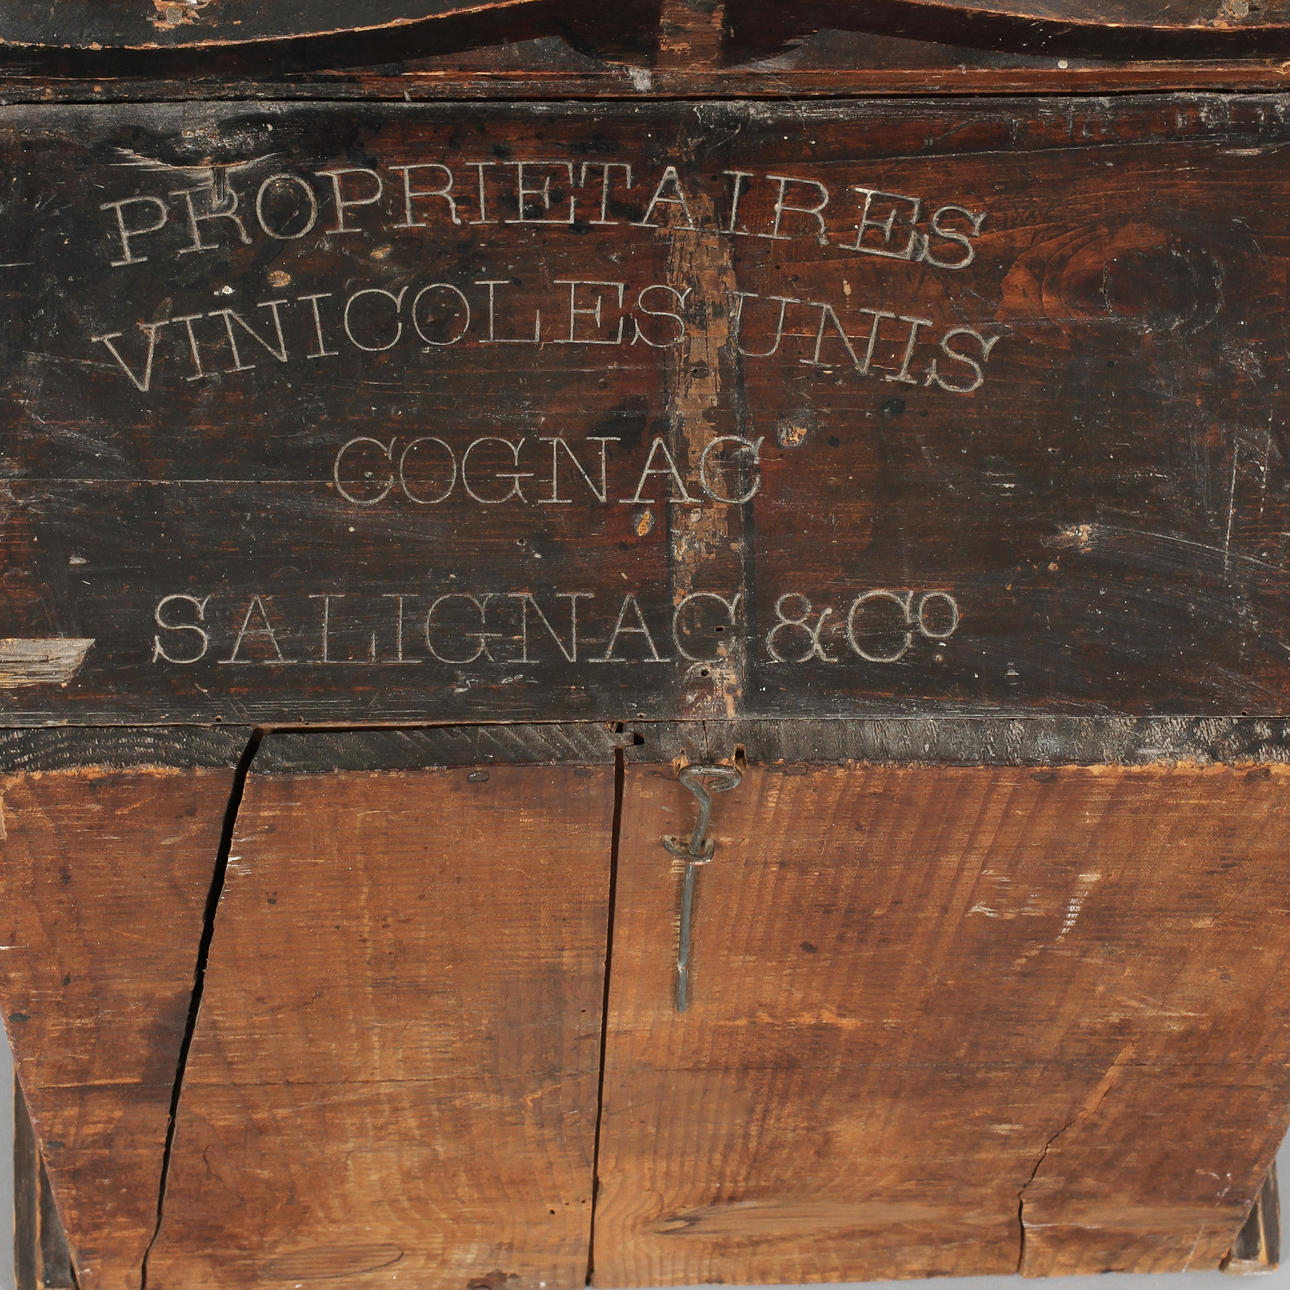 PROPRIETAIRES
VINICOLES UNIS
COGNAC
SALIGNAC & Co